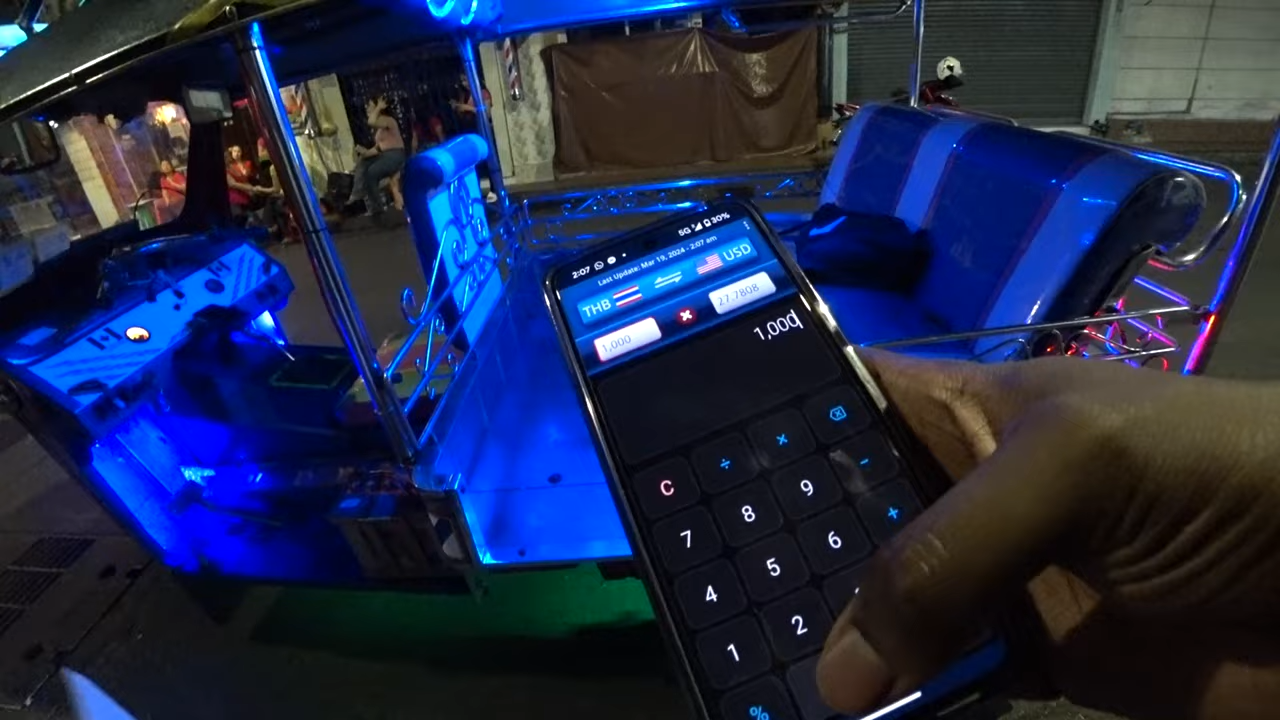 2:07 5G 30%
Last Update: Mar 19, 2024 - 2:07 am
THB USD
1,000 27.7808
1,000
÷ × 
C 7 8 9 −
4 5 6 +
1 2
%